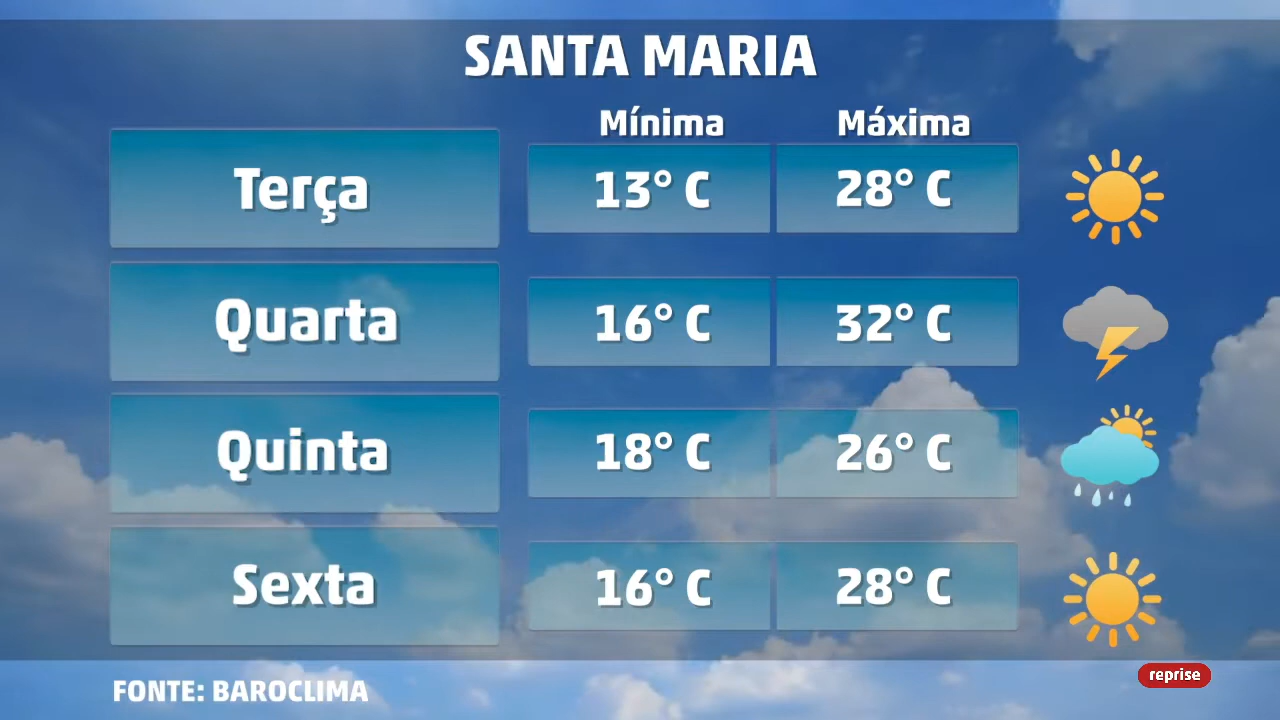 SANTA MARIA
Mínima Máxima
Terça 13° C 28° C
Quarta 16° C 32° C
Quinta 18° C 26° C
Sexta 16° C 28° C
FONTE: BAROCLIMA
reprise